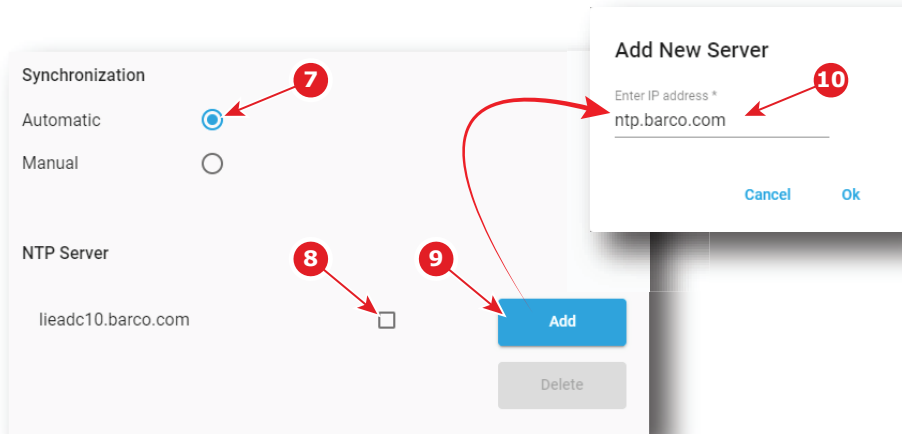 Synchronization
7
Automatic
Manual
NTP Server
8
9
lieadc10.barco.com
Add
Delete
Add New Server
10
Enter IP address *
ntp.barco.com
Cancel
Ok